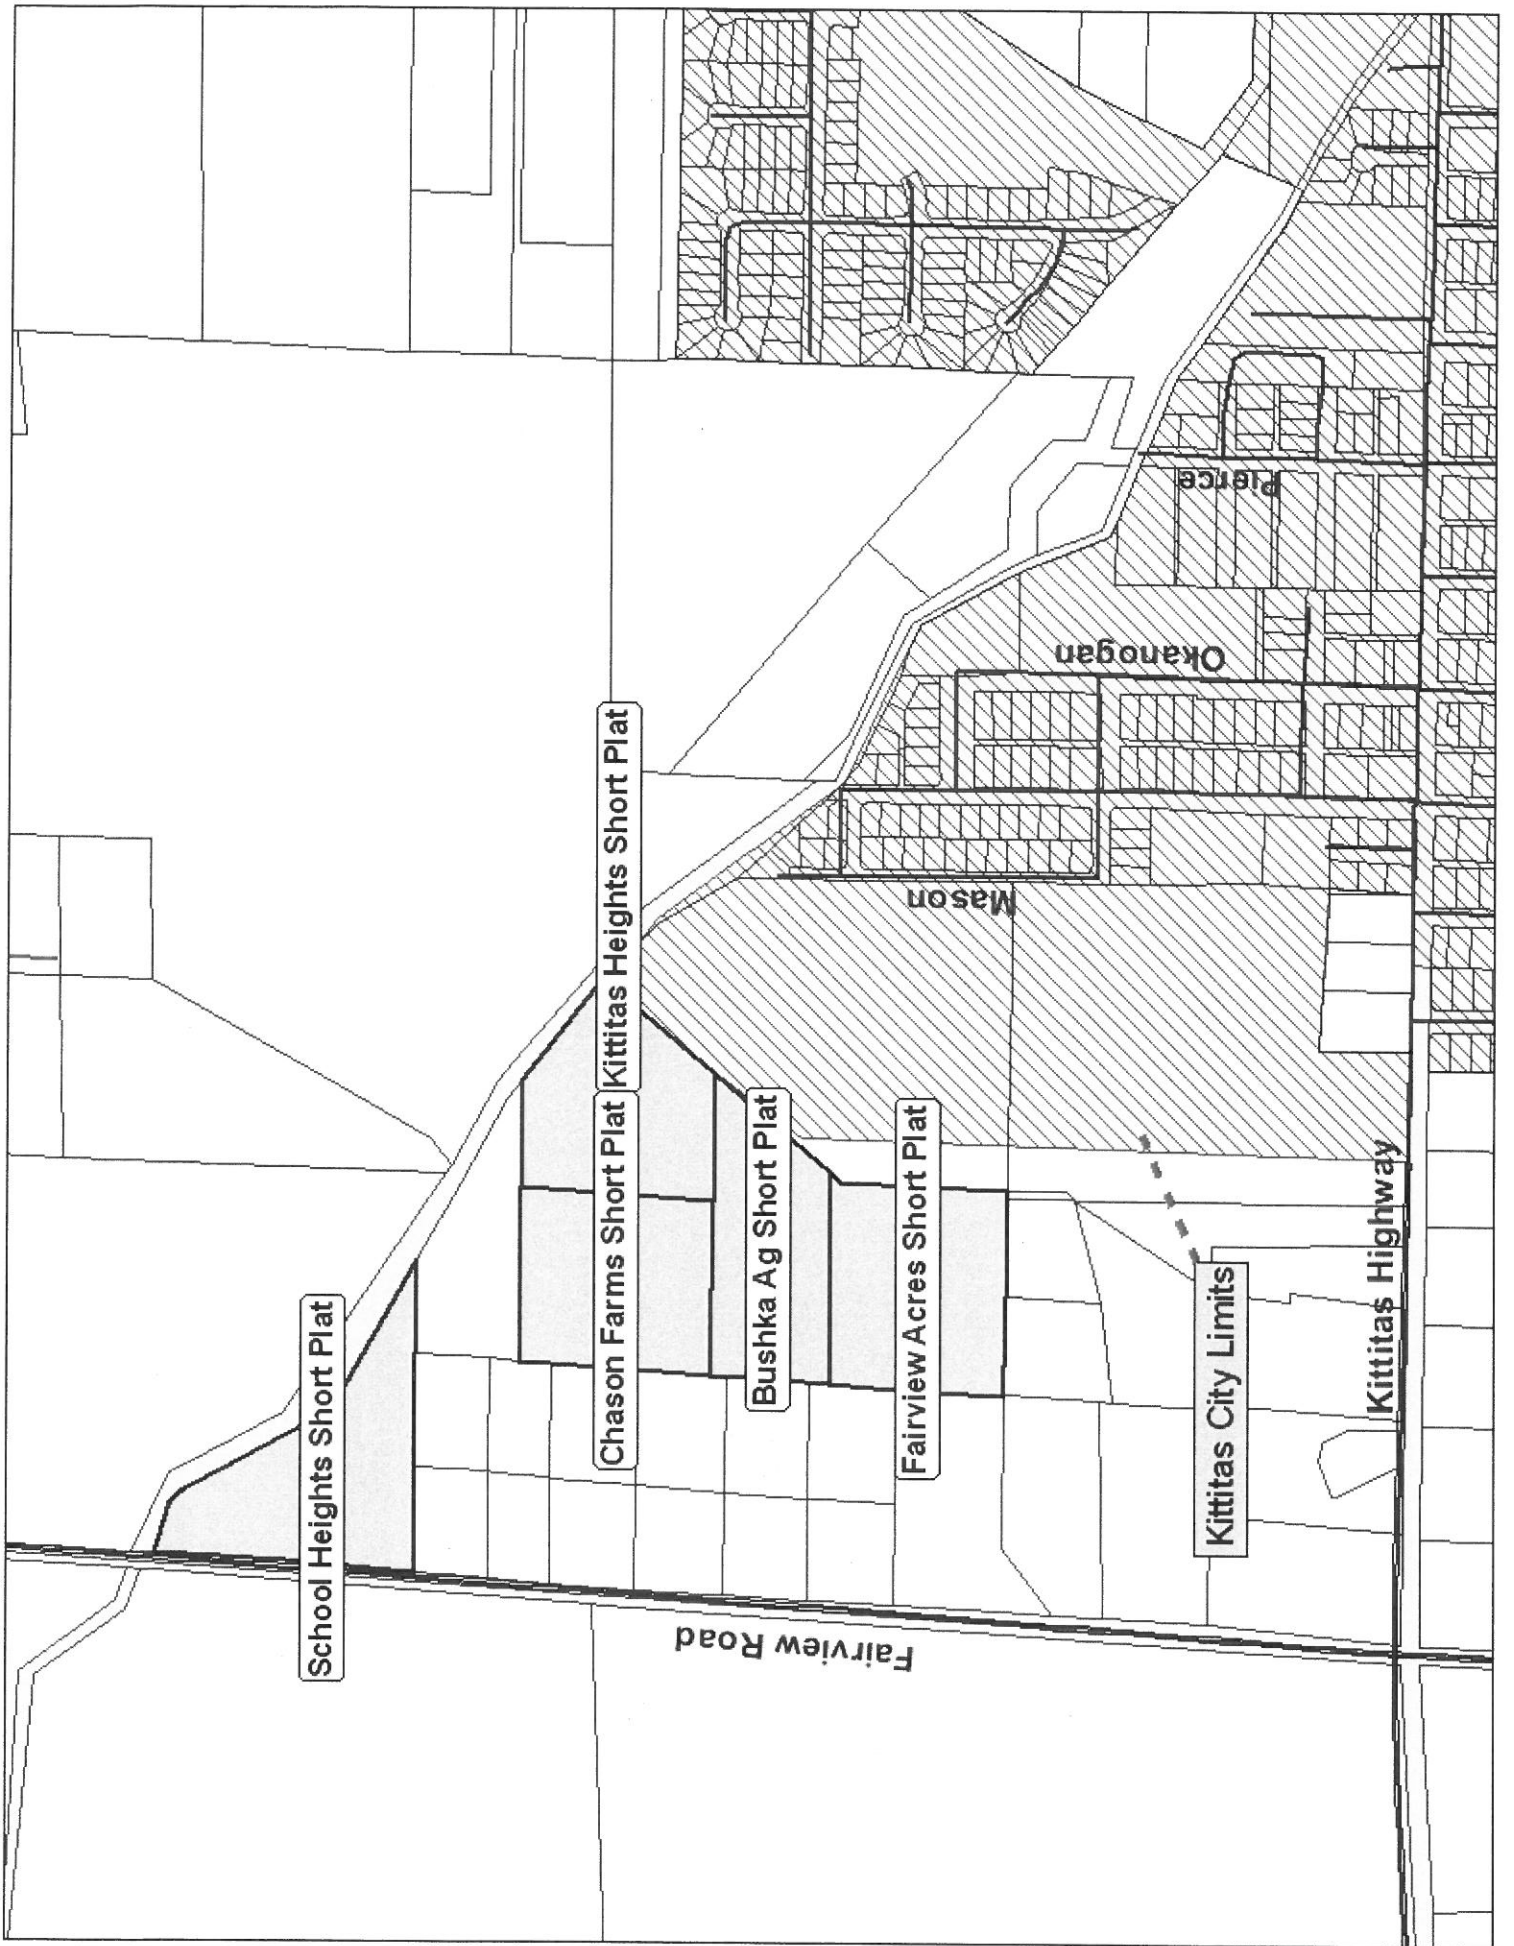 School Heights Short Plat
Kittitas Heights Short Plat
Chason Farms Short Plat
Bushka Ag Short Plat
Fairview Acres Short Plat
Kittitas City Limits
Kittitas Highway
Fairview Road
Mason
Okanogan
Pierce